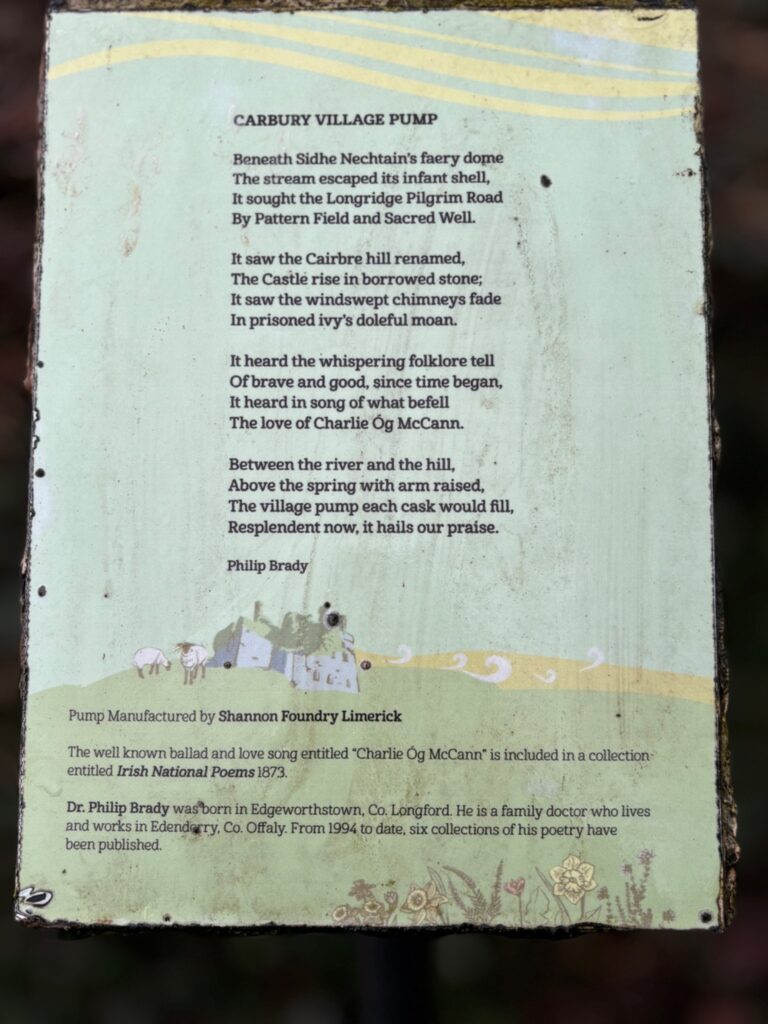 CARBURY VILLAGE PUMP
Beneath Sidhe Nechtain's faery dome
The stream escaped its infant shell,
It sought the Longridge Pilgrim Road
By Pattern Field and Sacred Well.
It saw the Cairbre hill renamed,
The Castle rise in borrowed stone;
It saw the windswept chimneys fade
In prisoned ivy's doleful moan.
It heard the whispering folklore tell
Of brave and good, since time began,
It heard in song of what befell
The love of Charlie Óg McCann.
Between the river and the hill,
Above the spring with arm raised,
The village pump each cask would fill,
Resplendent now, it hails our praise.
Philip Brady
Pump Manufactured by Shannon Foundry Limerick
The well known ballad and love song entitled "Charlie Óg McCann" is included in a collection
entitled Irish National Poems 1873.
Dr. Philip Brady was born in Edgeworthstown, Co. Longford. He is a family doctor who lives
and works in Edenderry, Co. Offaly. From 1994 to date, six collections of his poetry have
been published.